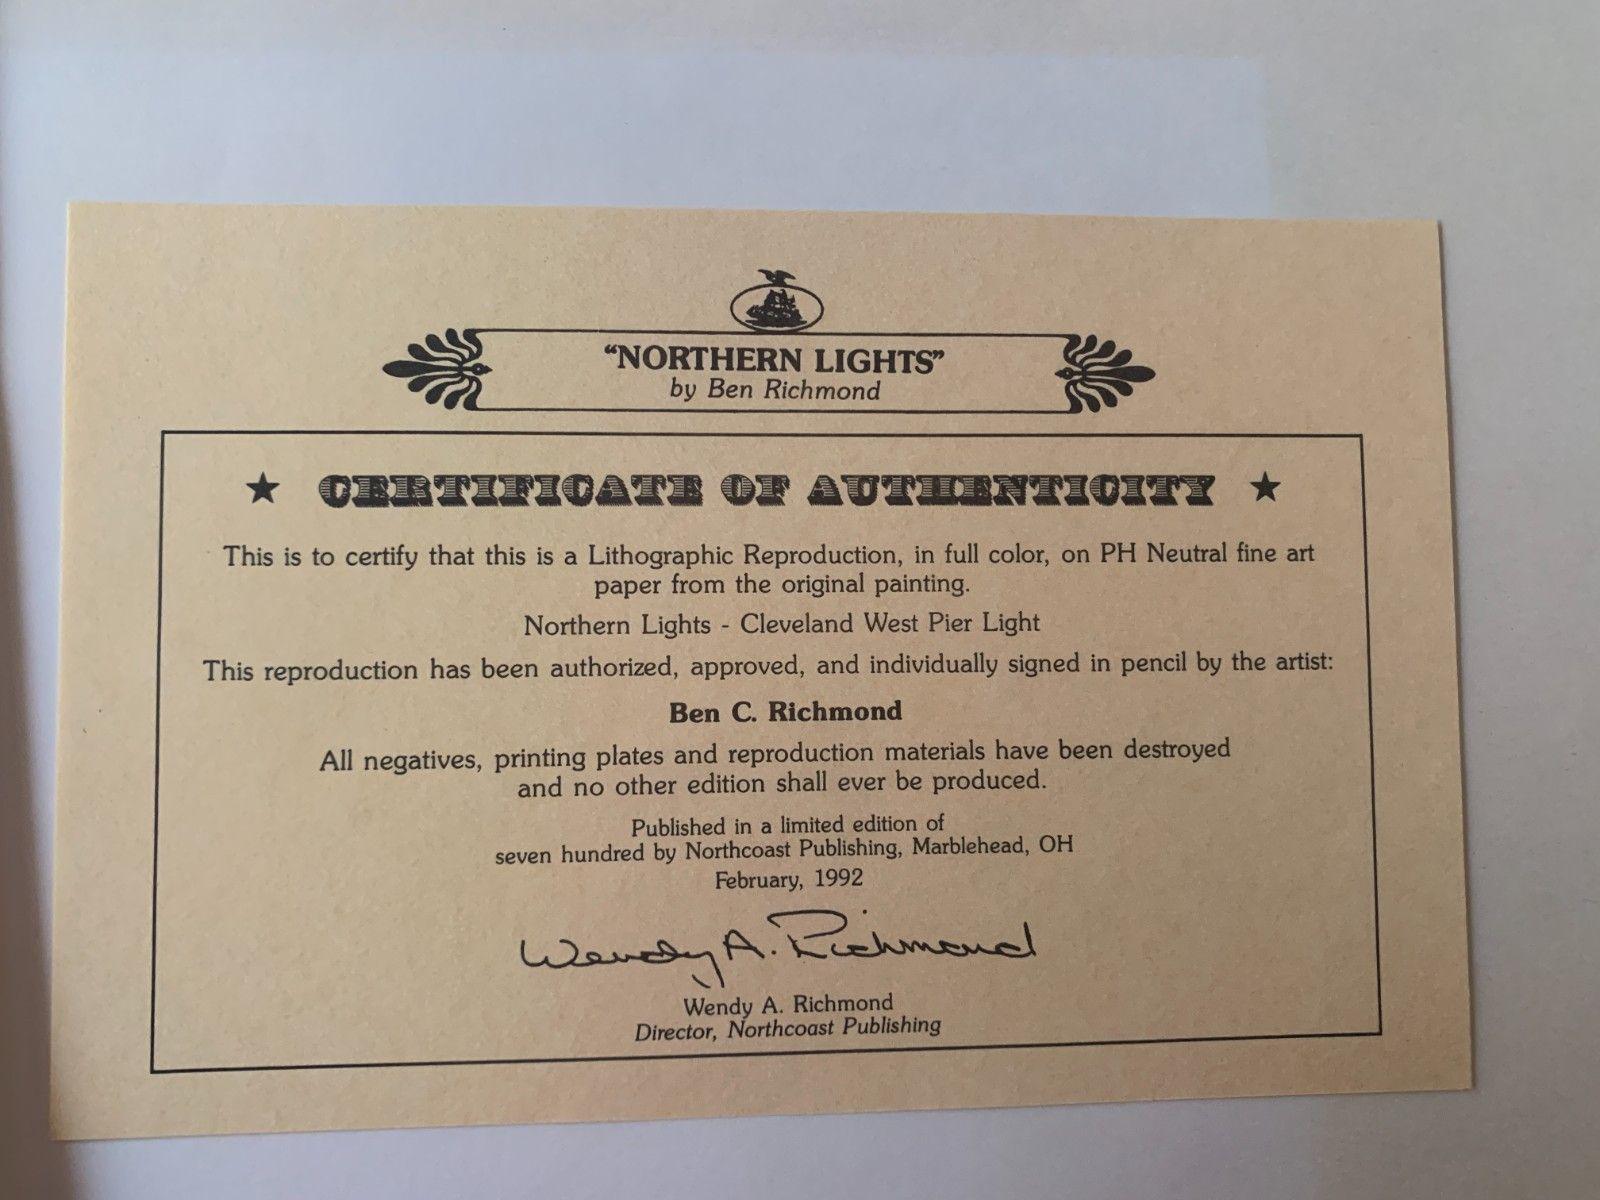 “NORTHERN LIGHTS”
by Ben Richmond
★ CERTIFICATE OF AUTHENTICITY ★
This is to certify that this is a Lithographic Reproduction, in full color, on PH Neutral fine art
paper from the original painting.
Northern Lights - Cleveland West Pier Light
This reproduction has been authorized, approved, and individually signed in pencil by the artist:
Ben C. Richmond
All negatives, printing plates and reproduction materials have been destroyed
and no other edition shall ever be produced.
Published in a limited edition of
seven hundred by Northcoast Publishing, Marblehead, OH
February, 1992
Wendy A. Richmond
Wendy A. Richmond
Director, Northcoast Publishing